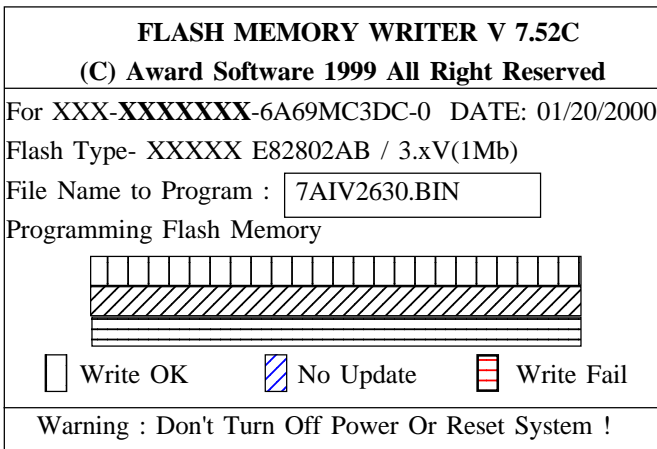 FLASH MEMORY WRITER V 7.52C
(C) Award Software 1999 All Right Reserved
For XXX-XXXXXXX-6A69MC3DC-0 DATE: 01/20/2000
Flash Type- XXXXX E82802AB / 3.xV(1Mb)
File Name to Program : 7AIV2630.BIN
Programming Flash Memory
Write OK No Update Write Fail
Warning : Don't Turn Off Power Or Reset System !